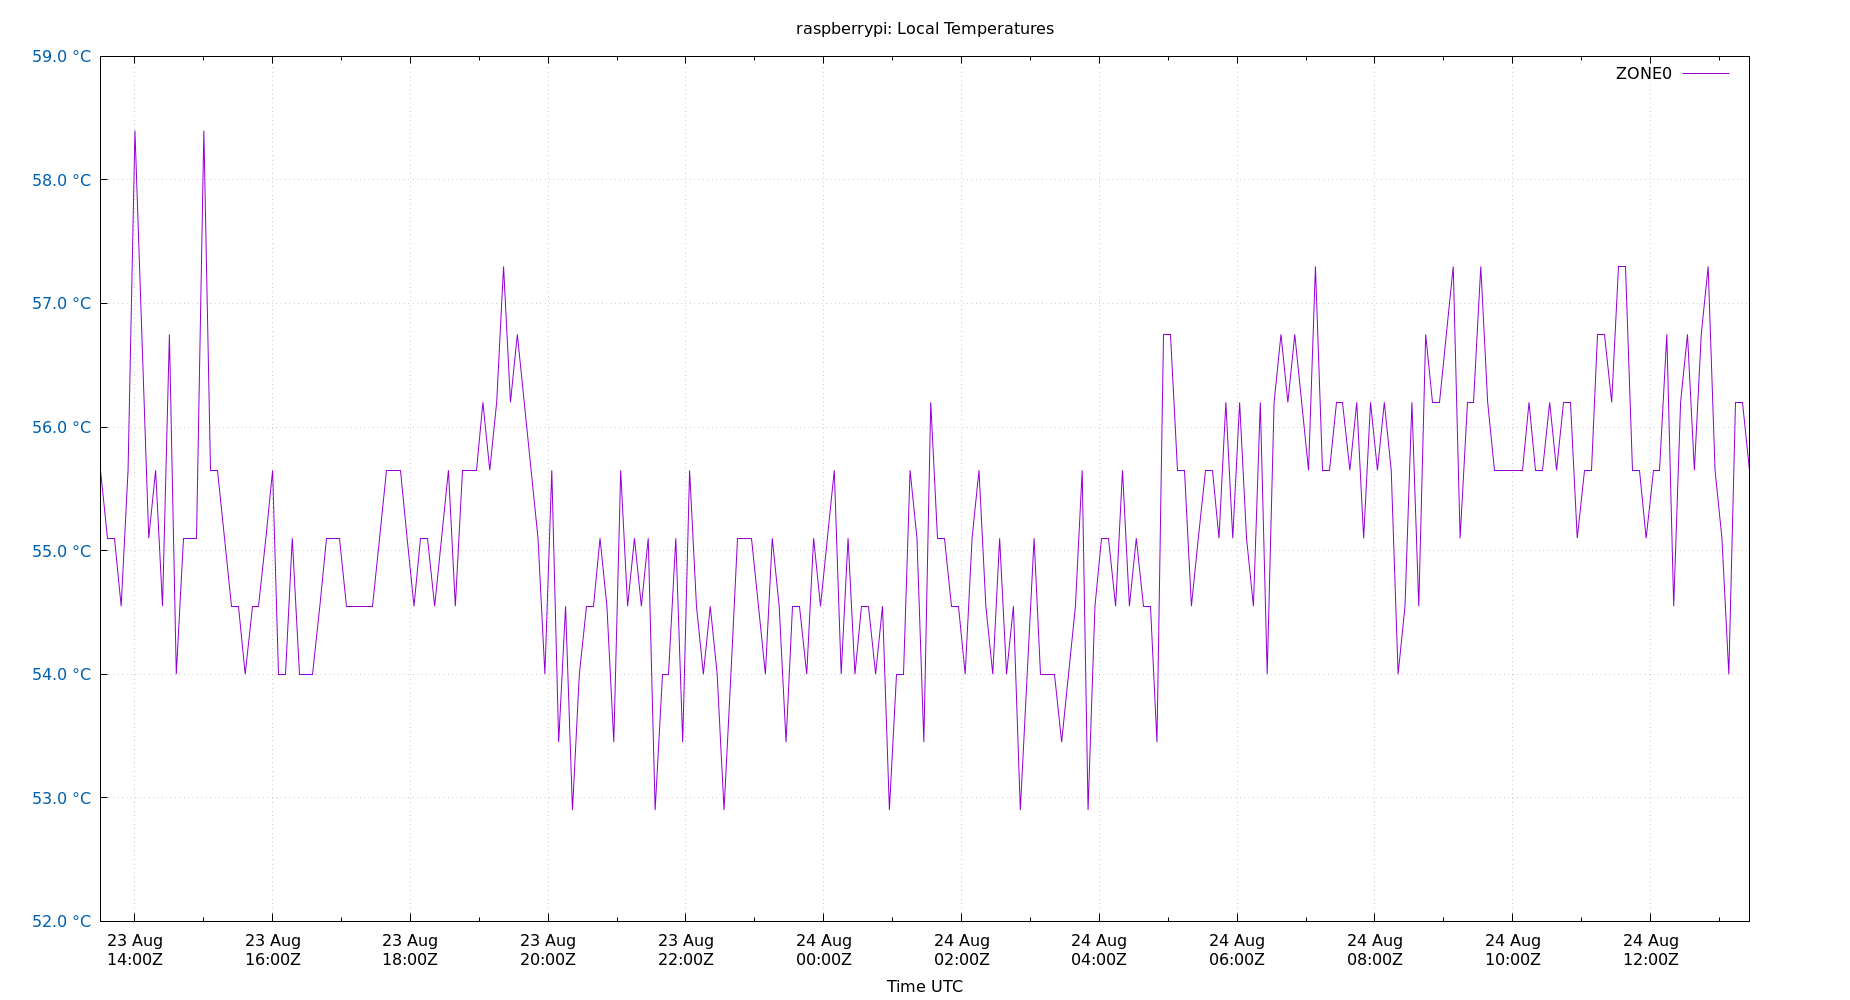 raspberrypi: Local Temperatures
59.0 °C
ZONE0
58.0 °C
57.0 °C
56.0 °C
55.0 °C
54.0 °C
53.0 °C
52.0 °C
23 Aug 23 Aug 23 Aug 23 Aug 23 Aug 24 Aug 24 Aug 24 Aug 24 Aug 24 Aug 24 Aug 24 Aug
14:00Z 16:00Z 18:00Z 20:00Z 22:00Z 00:00Z 02:00Z 04:00Z 06:00Z 08:00Z 10:00Z 12:00Z
Time UTC